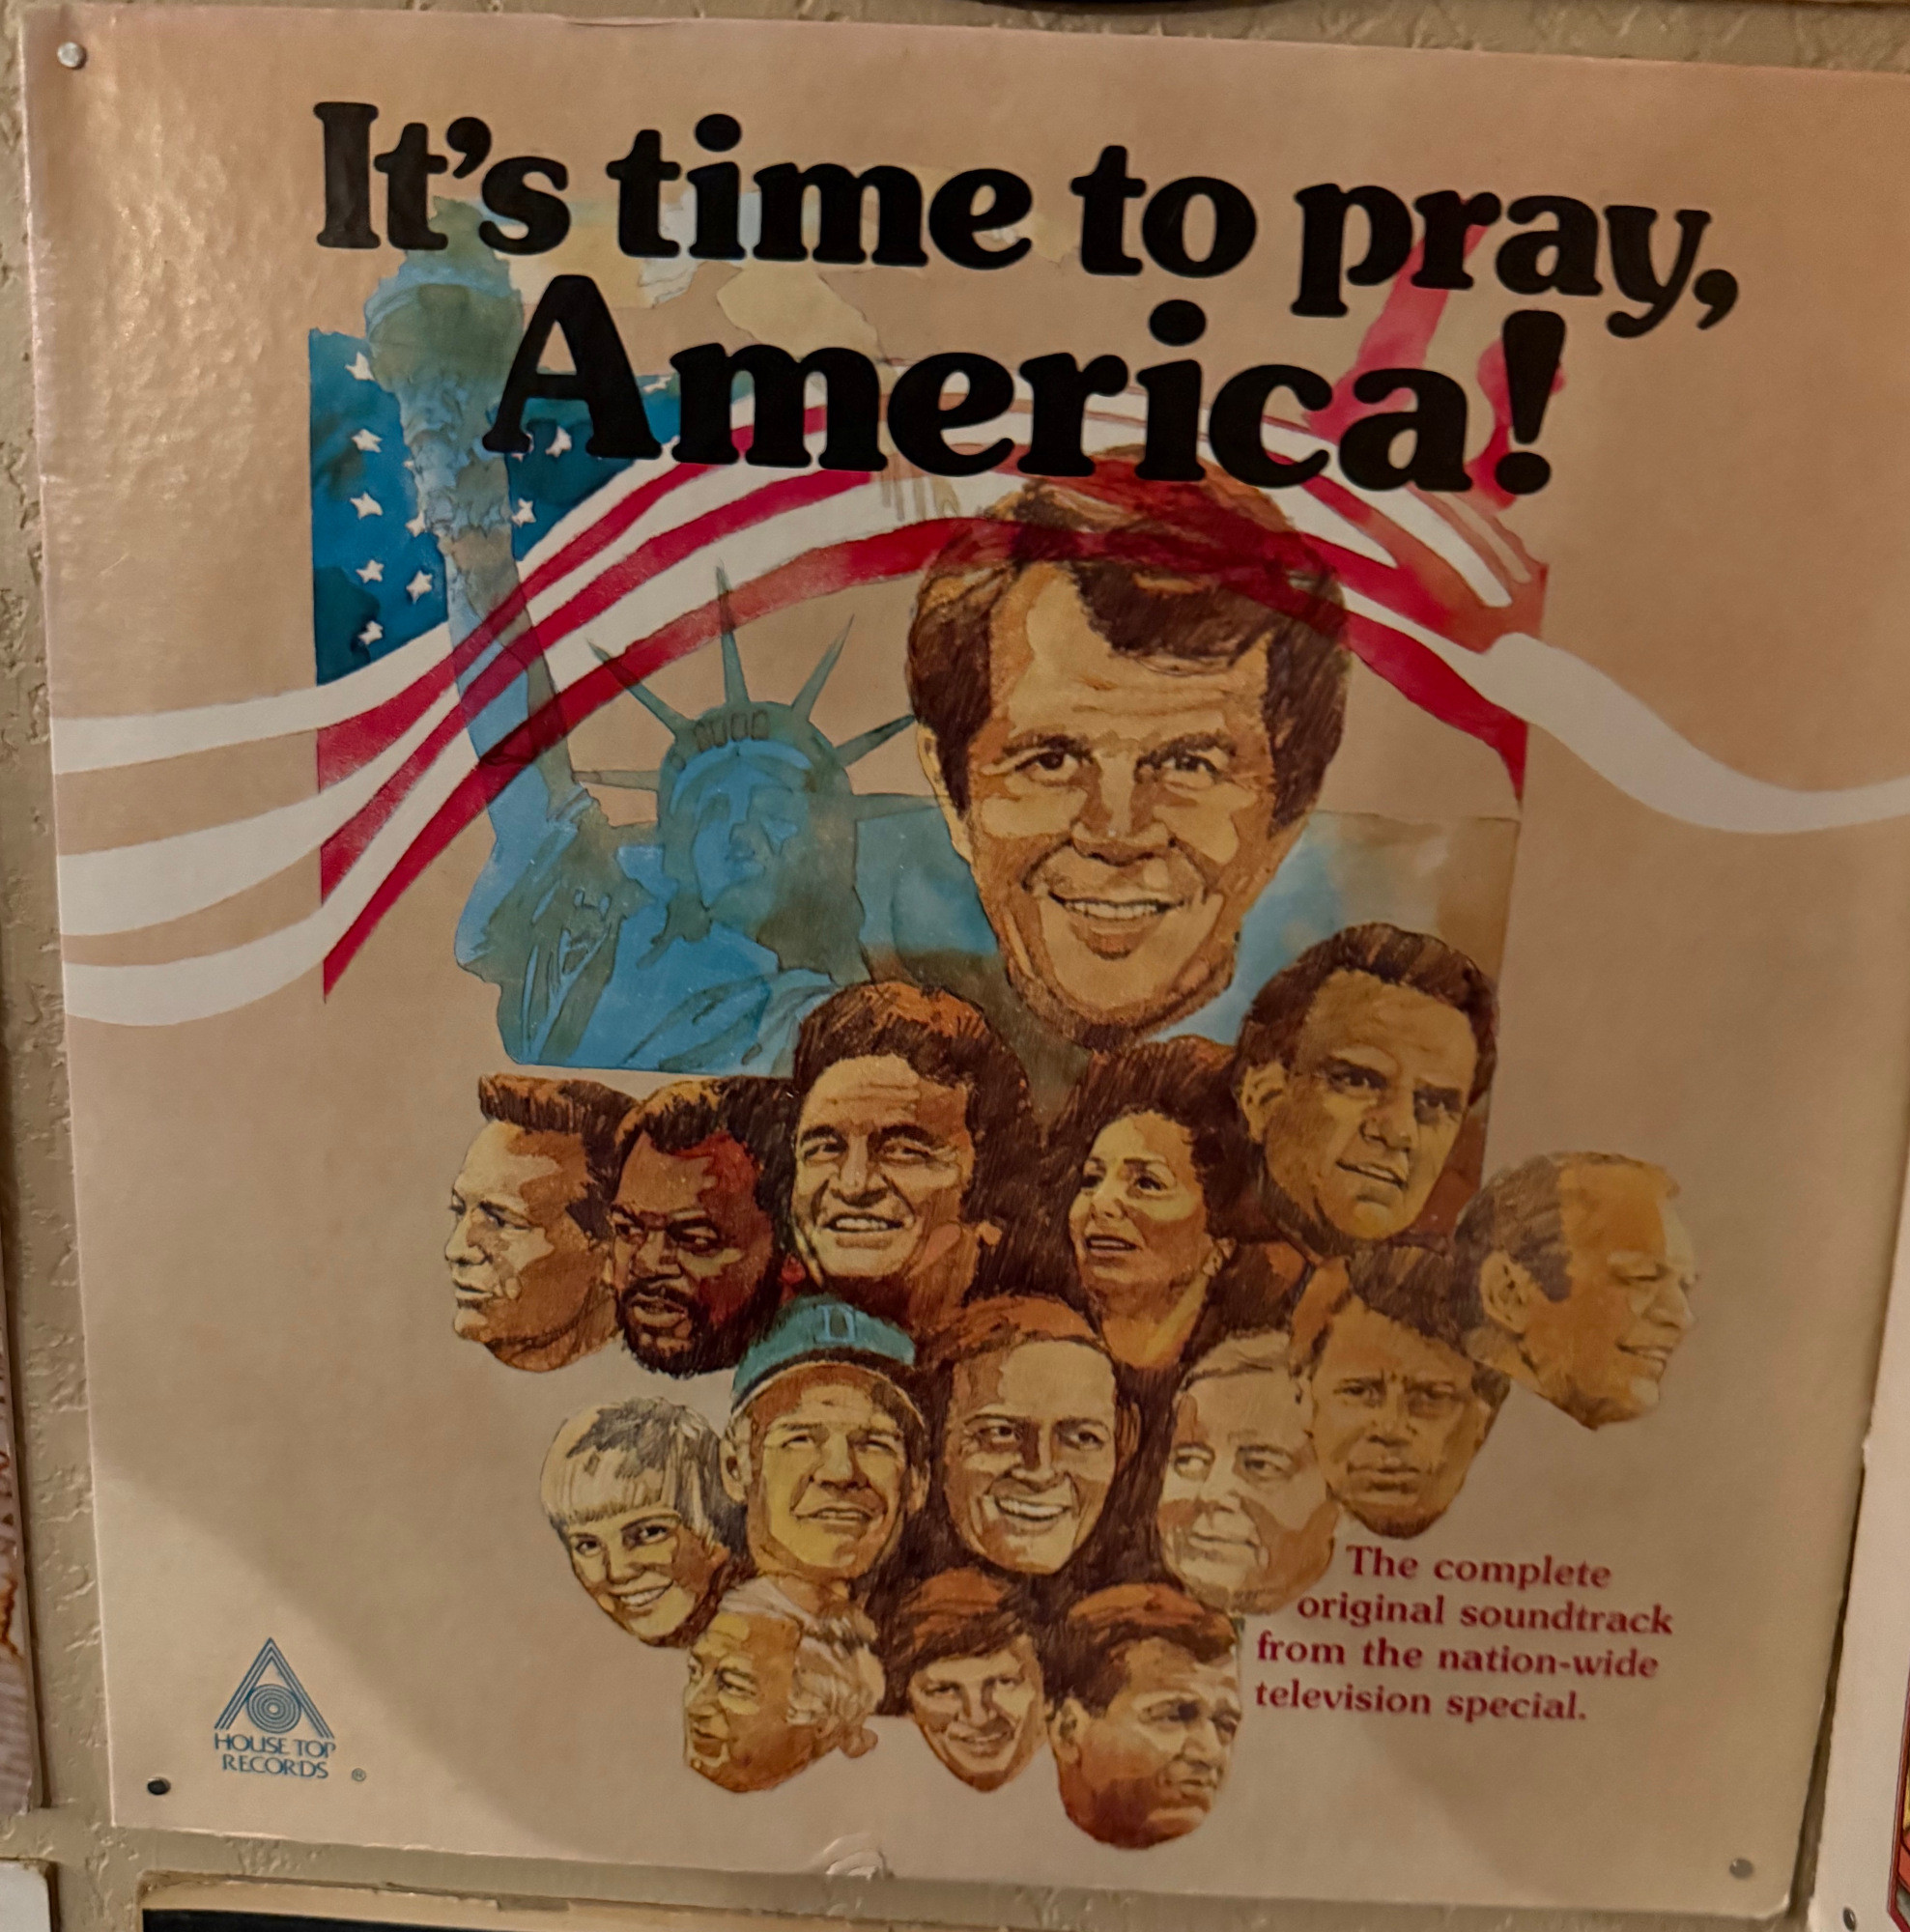 It's time to pray,
America!
The complete
original soundtrack
from the nation-wide
television special.
HOUSE TOP
RECORDS ®